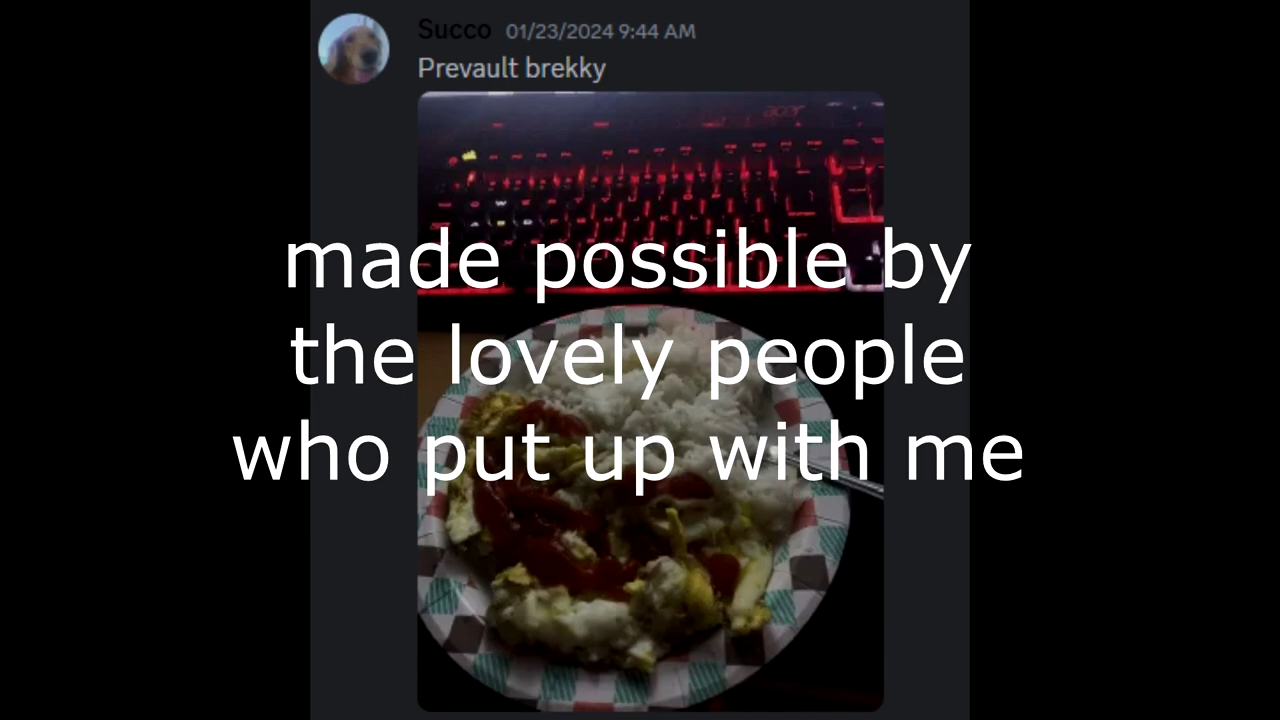 Succo 01/23/2024 9:44 AM
Prevault brekky
acer
made possible by
the lovely people
who put up with me